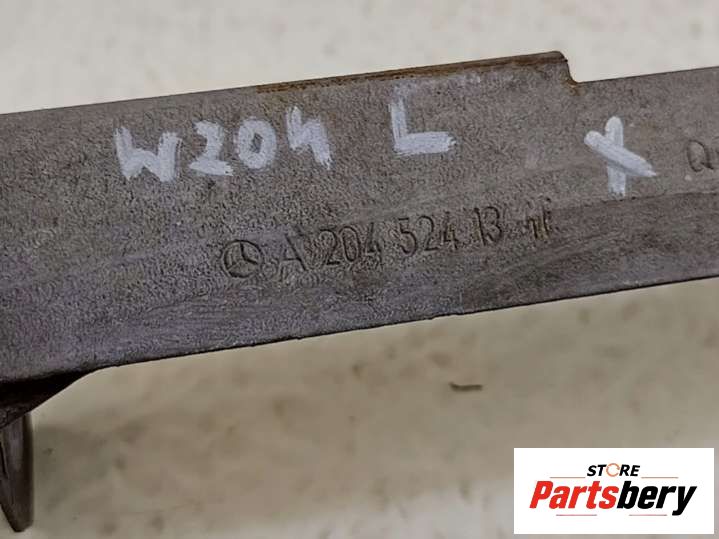 W204 L X
Q
A 204 524 13
STORE
Partsbery